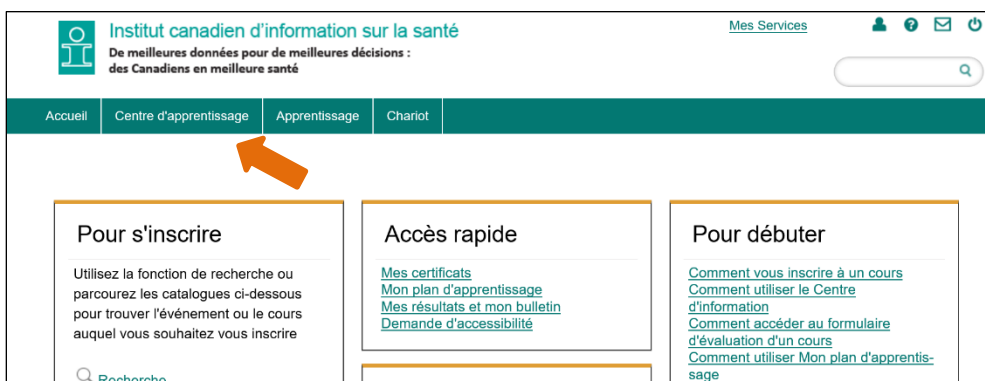 Institut canadien d'information sur la santé
De meilleures données pour de meilleures décisions :
des Canadiens en meilleure santé
Mes Services
Accueil
Centre d'apprentissage
Apprentissage
Chariot
Pour s'inscrire
Utilisez la fonction de recherche ou
parcourez les catalogues ci-dessous
pour trouver l'événement ou le cours
auquel vous souhaitez vous inscrire
Recherche
Accès rapide
Mes certificats
Mon plan d'apprentissage
Mes résultats et mon bulletin
Demande d'accessibilité
Pour débuter
Comment vous inscrire à un cours
Comment utiliser le Centre
d'information
Comment accéder au formulaire
d'évaluation d'un cours
Comment utiliser Mon plan d'apprentis-
sage